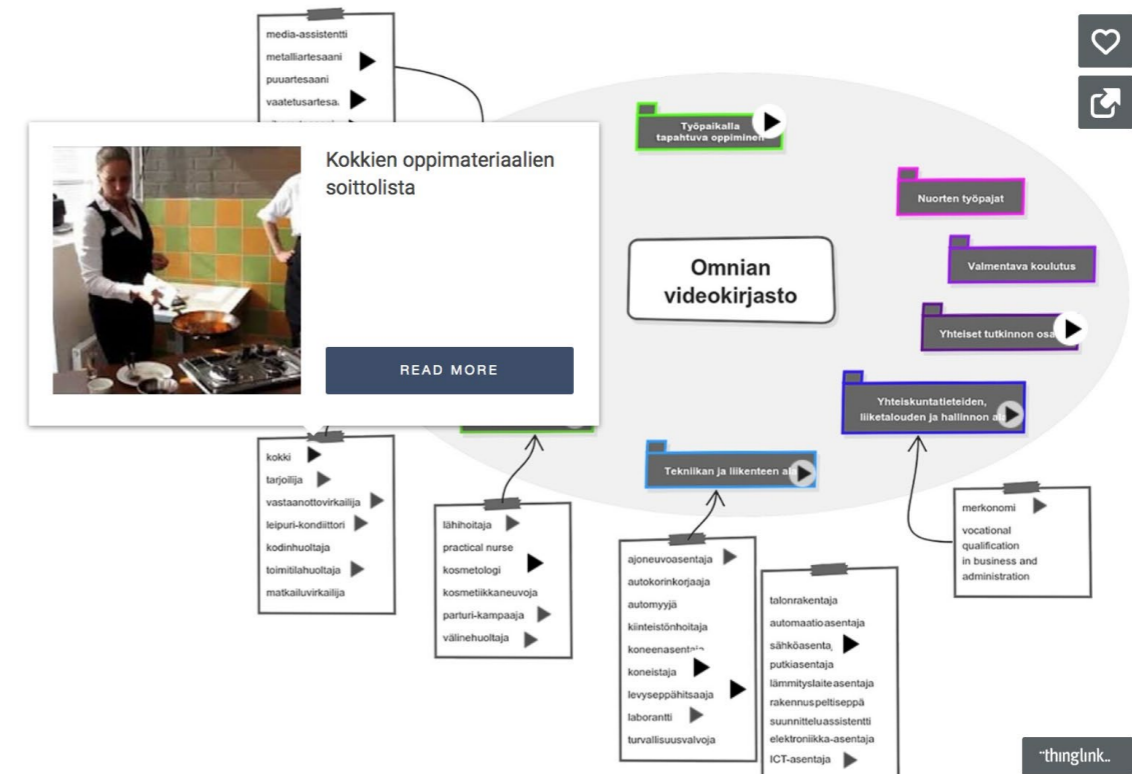 media-assistentti
metalliartesaani
puuartesaani
Kokkien oppimateriaalien
soittolista
READ MORE
Työpaikalla
tapahtuva oppiminen
Nuorten työpajat
Valmentava koulutus
Omnian
videokirjasto
Yhteiset tutkinnon
Yhteiskuntatieteiden,
liiketalouden ja hallinnon
Tekniikan ja liikenteen
kokki
tarjoilija
vastaanottovirkailija
leipuri-kondiittori
kodinhuoltaja
toimitilahuoltaja
matkailuvirkailija
lähihoitaja
practical nurse
kosmetologi
kosmetiikkaneuvoja
parturi-kampaaja
välinehuoltaja
ajoneuvoasentaja
autokorinkorjaaja
automyyjä
kiinteistönhoitaja
koneistaja
levyseppähitsaaja
laborantti
turvallisuusvalvoja
talonrakentaja
automaatioasentaja
putkiasentaja
lämmityslaiteasentaja
rakennuspeltiseppä
suunnitteluassistentti
elektroniikka-asentaja
ICT-asentaja
merkonomi
vocational
qualification
in business and
administration
thinglink..